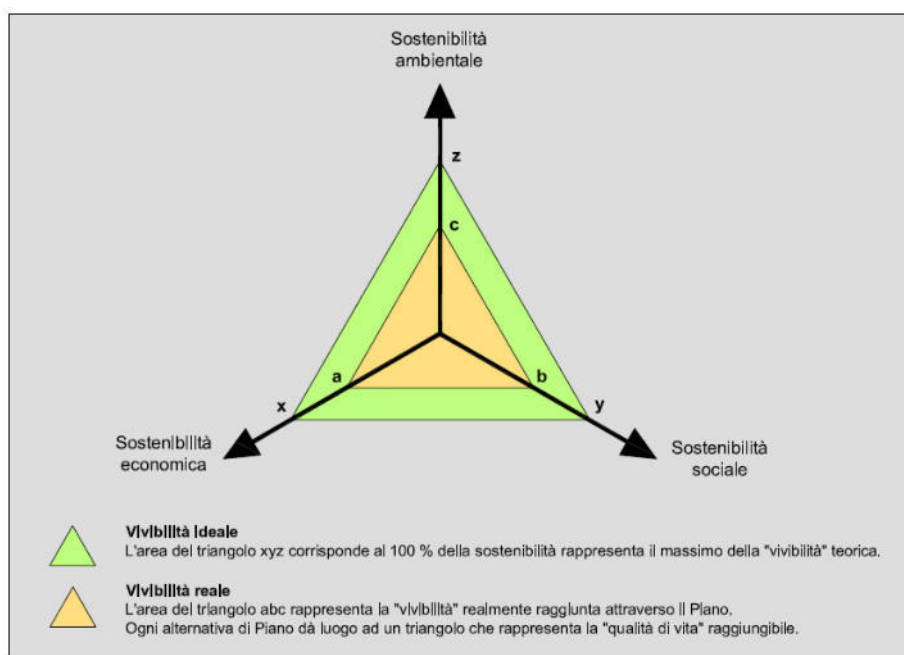 Sostenibilità
ambientale
z
c
a
b
x
y
Sostenibilità
economica
Sostenibilità
sociale
Vivibilità ideale
L'area del triangolo xyz corrisponde al 100 % della sostenibilità rappresenta il massimo della "vivibilità" teorica.
Vivibilità reale
L'area del triangolo abc rappresenta la "vivibilità" realmente raggiunta attraverso il Piano.
Ogni alternativa di Piano dà luogo ad un triangolo che rappresenta la "qualità di vita" raggiungibile.